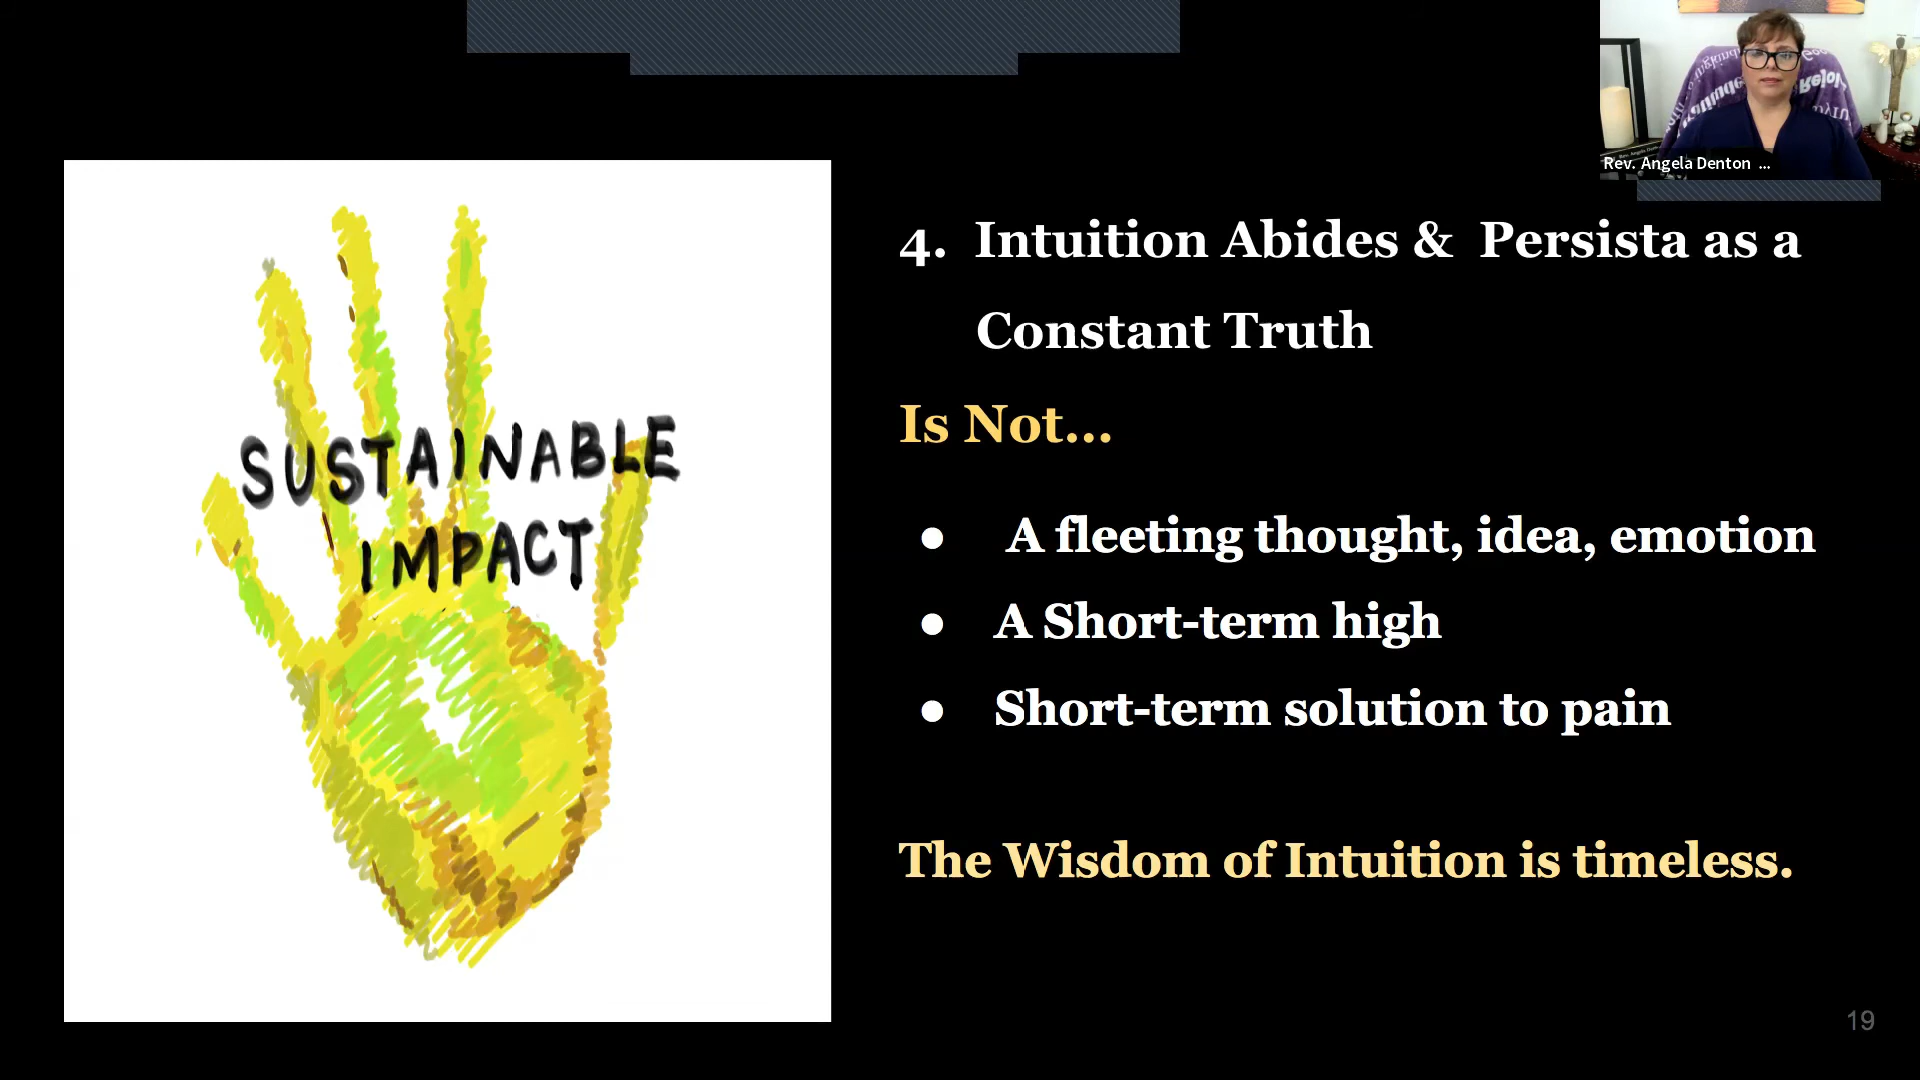 Rev. Angela Denton ...
SUSTAINABLE
IMPACT
4. Intuition Abides & Persista as a
Constant Truth
Is Not...
● A fleeting thought, idea, emotion
● A Short-term high
● Short-term solution to pain
The Wisdom of Intuition is timeless.
19